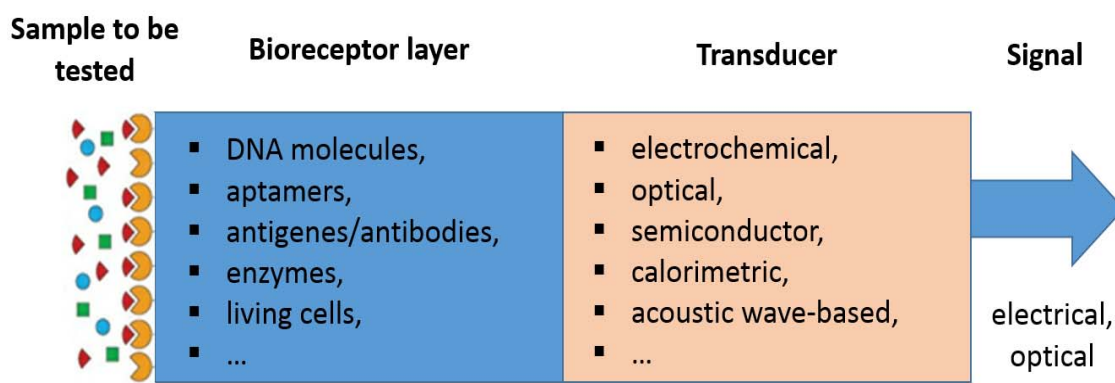 Sample to be
tested
Bioreceptor layer
Transducer
Signal
▪ DNA molecules,
▪ aptamers,
▪ antigenes/antibodies,
▪ enzymes,
▪ living cells,
▪ ...
▪ electrochemical,
▪ optical,
▪ semiconductor,
▪ calorimetric,
▪ acoustic wave-based,
▪ ...
electrical,
optical